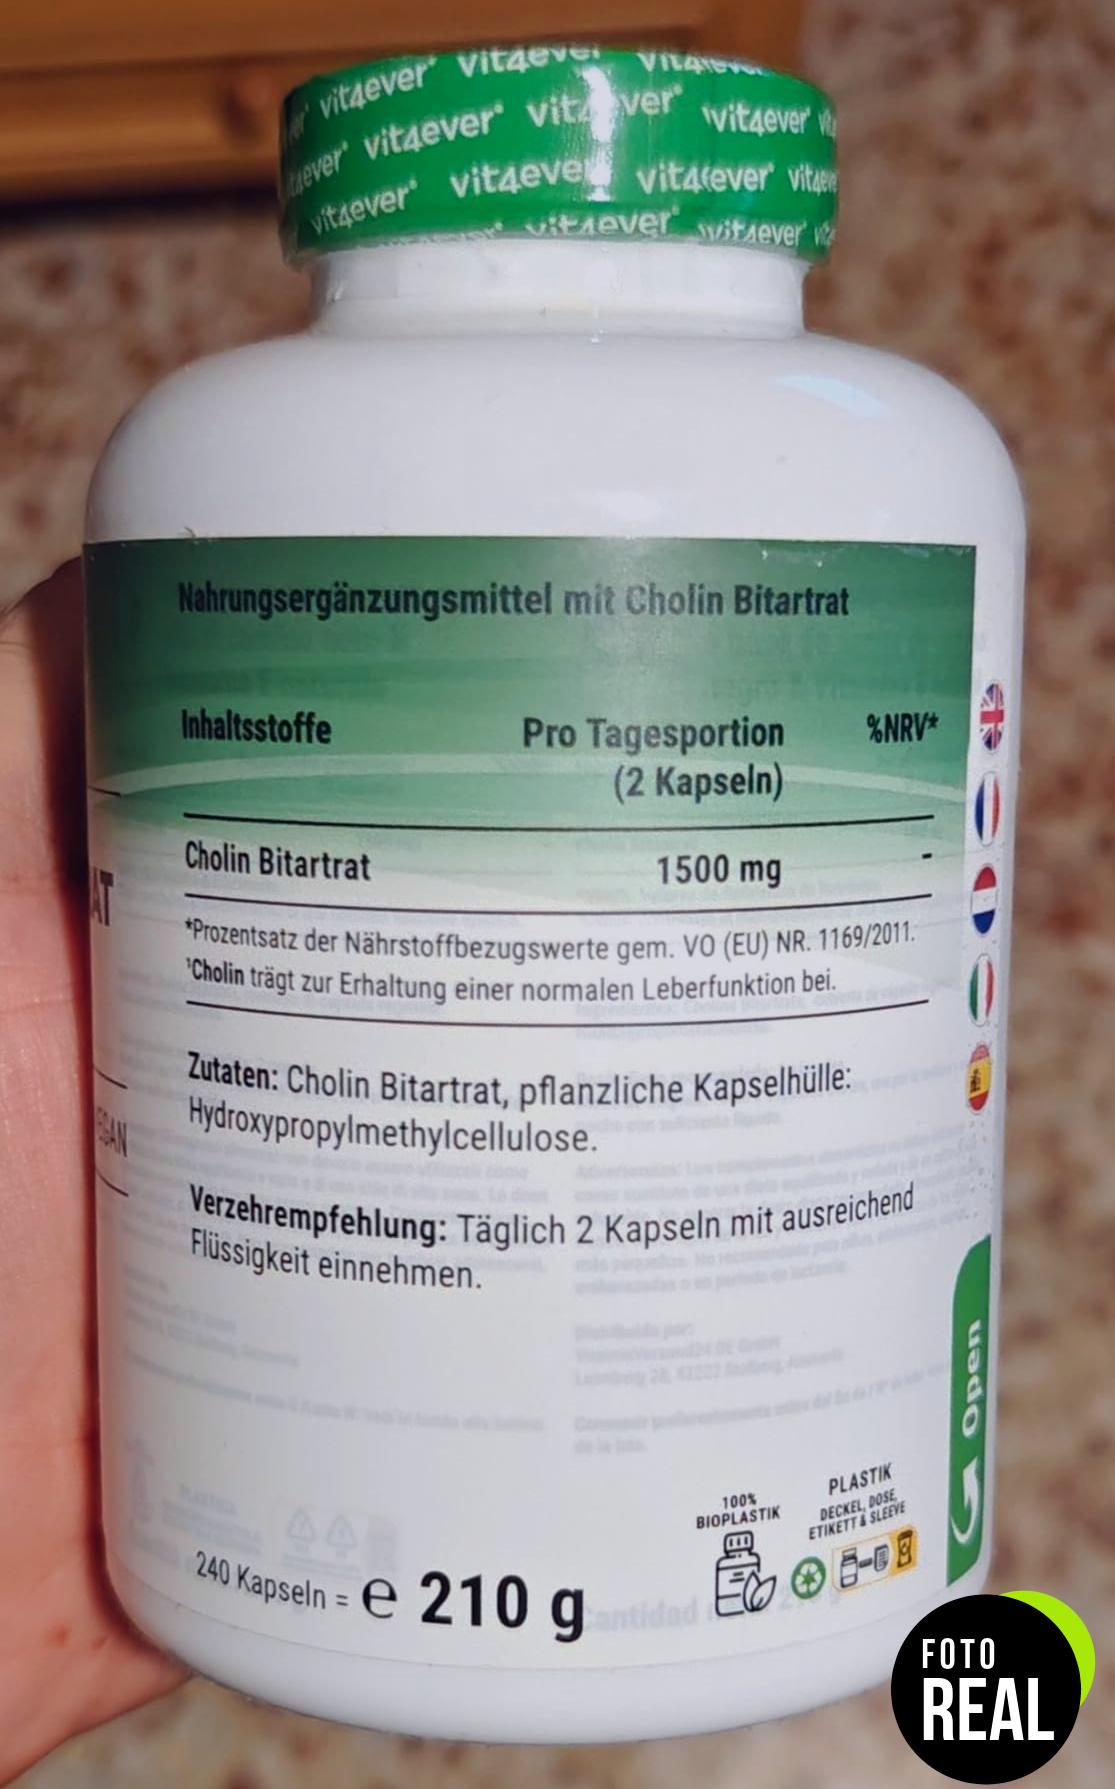 vit4ever® vit4ever vit4ever
vit4ever vit4ever® vit4ever® vit4ever®
vit4ever® vit4ever vit4ever®
vit4ever® vit4ever®
Nahrungsergänzungsmittel mit Cholin Bitartrat
Inhaltsstoffe Pro Tagesportion %NRV*
(2 Kapseln)
Cholin Bitartrat 1500 mg -
*Prozentsatz der Nährstoffbezugswerte gem. VO (EU) NR. 1169/2011.
¹Cholin trägt zur Erhaltung einer normalen Leberfunktion bei.
Zutaten: Cholin Bitartrat, pflanzliche Kapselhülle:
Hydroxypropylmethylcellulose.
Verzehrempfehlung: Täglich 2 Kapseln mit ausreichend
Flüssigkeit einnehmen.
Open
100%
BIOPLASTIK
PLASTIK
DECKEL, DOSE,
ETIKETT & SLEEVE
240 Kapseln = e 210 g
FOTO
REAL